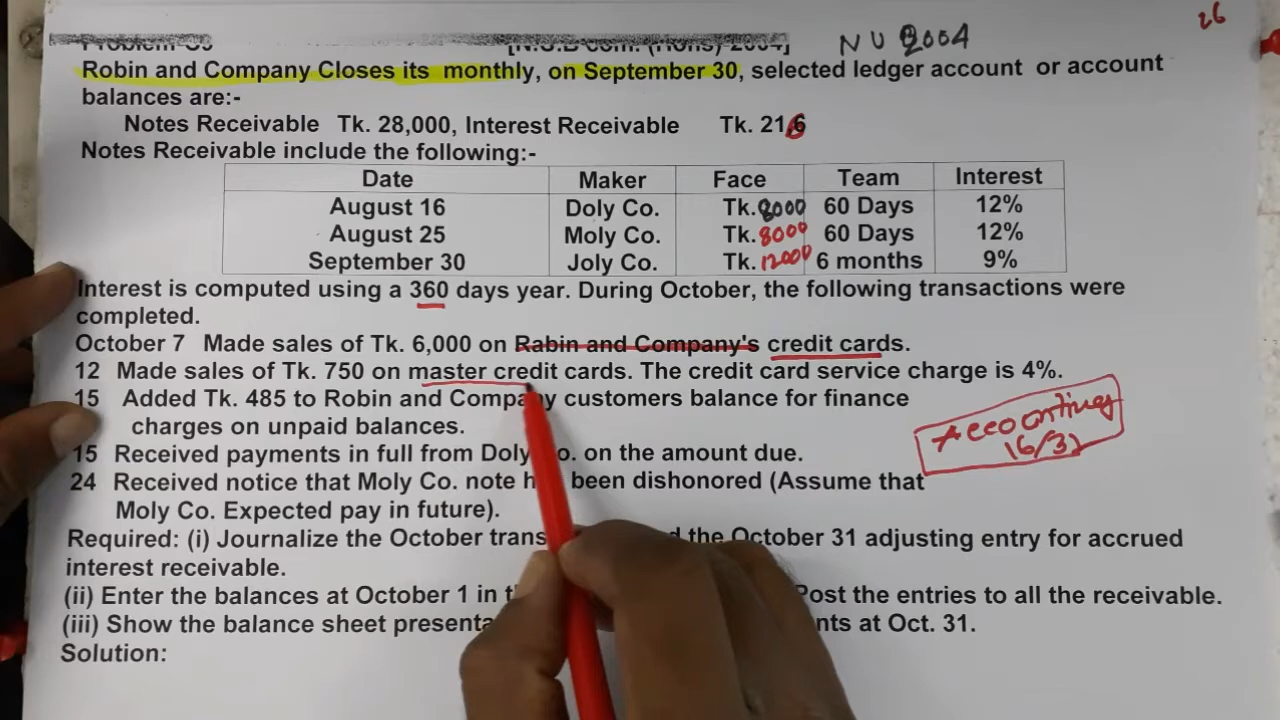 26
NU 2004
Robin and Company Closes its monthly, on September 30, selected ledger account or account
balances are:-
Notes Receivable Tk. 28,000, Interest Receivable Tk. 216
Notes Receivable include the following:-
Date Maker Face Team Interest
August 16 Doly Co. Tk. 8000 60 Days 12%
August 25 Moly Co. Tk. 8000 60 Days 12%
September 30 Joly Co. Tk. 12000 6 months 9%
Interest is computed using a 360 days year. During October, the following transactions were
completed.
October 7 Made sales of Tk. 6,000 on Rabin and Company's credit cards.
12 Made sales of Tk. 750 on master credit cards. The credit card service charge is 4%.
15 Added Tk. 485 to Robin and Company customers balance for finance
charges on unpaid balances.
Accounting
16/32
15 Received payments in full from Doly on the amount due.
24 Received notice that Moly Co. note been dishonored (Assume that
Moly Co. Expected pay in future).
Required: (i) Journalize the October the October 31 adjusting entry for accrued
interest receivable.
(ii) Enter the balances at October 1 in Post the entries to all the receivable.
(iii) Show the balance sheet at Oct. 31.
Solution: